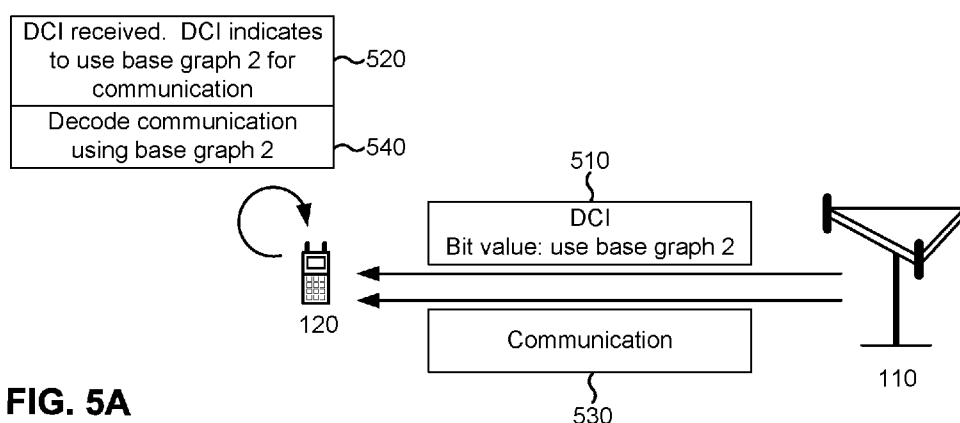 DCI received. DCI indicates
to use base graph 2 for
communication
520
Decode communication
using base graph 2
540
510
DCI
Bit value: use base graph 2
120
Communication
530
110
FIG. 5A